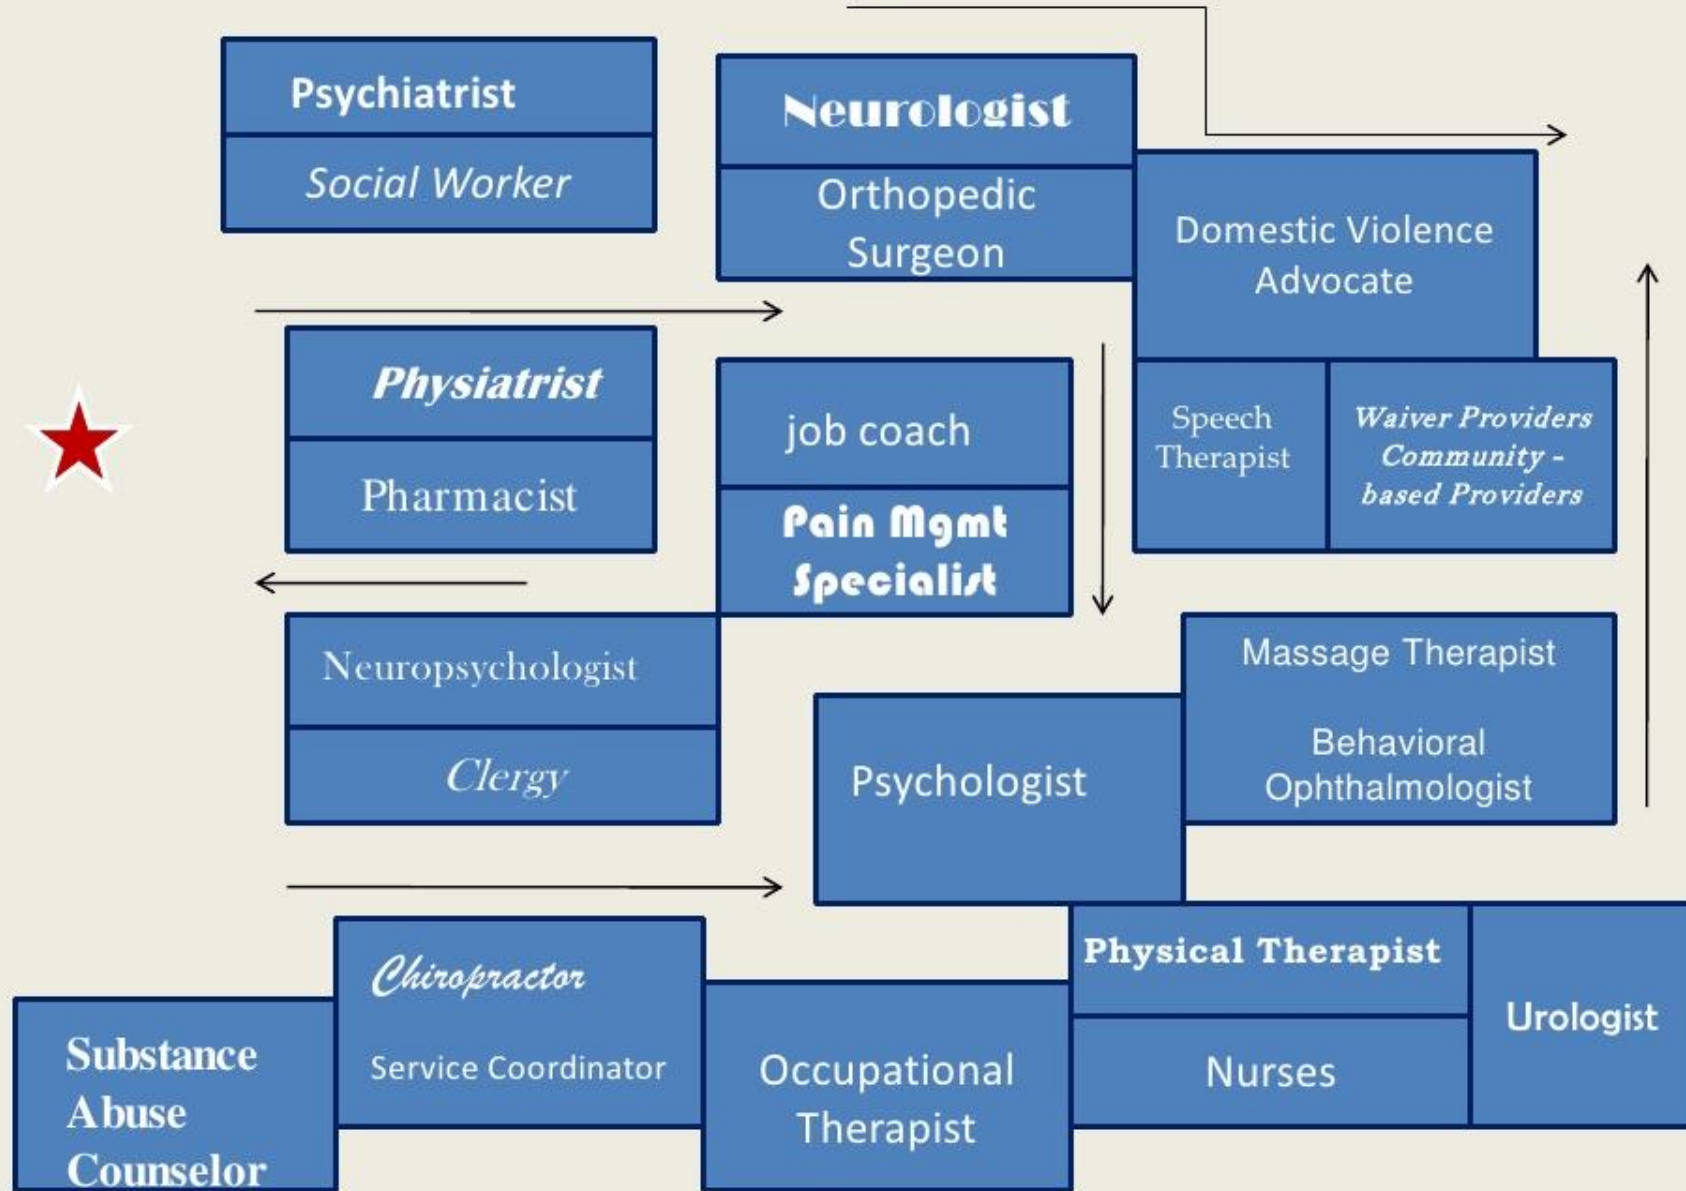 Psychiatrist
Social Worker
Neurologist
Orthopedic
Surgeon
Domestic Violence
Advocate
Physiatrist
Pharmacist
job coach
Pain Mgmt
Specialist
Speech
Therapist
Waiver Providers
Community -
based Providers
Neuropsychologist
Clergy
Psychologist
Massage Therapist
Behavioral
Ophthalmologist
Chiropractor
Service Coordinator
Substance
Abuse
Counselor
Occupational
Therapist
Physical Therapist
Nurses
Urologist